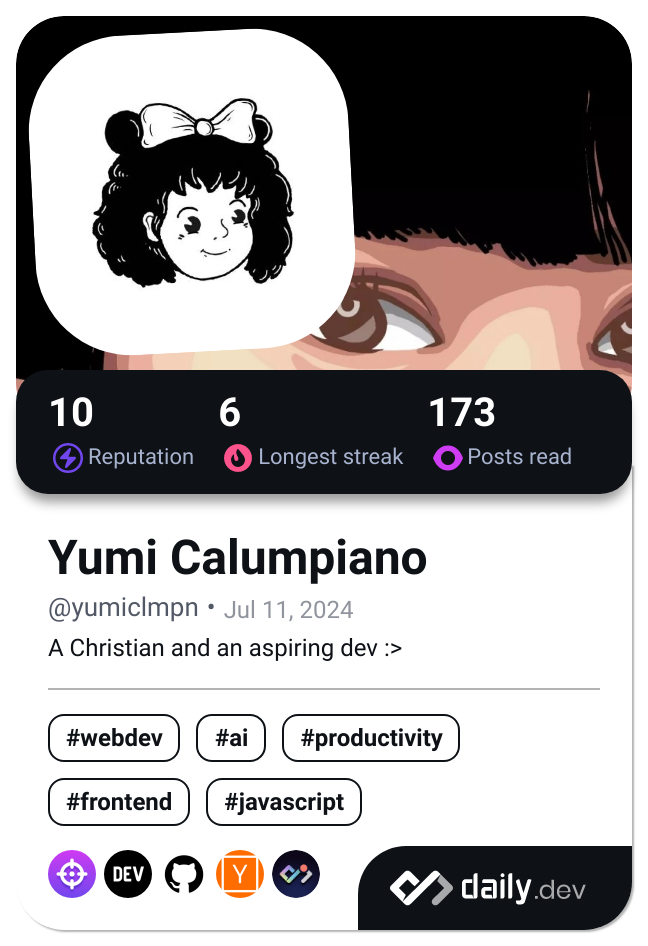 10 6 173
Reputation Longest streak Posts read
Yumi Calumpiano
@yumiclmpn • Jul 11, 2024
A Christian and an aspiring dev :>
#webdev #ai #productivity
#frontend #javascript
DEV Y
daily.dev